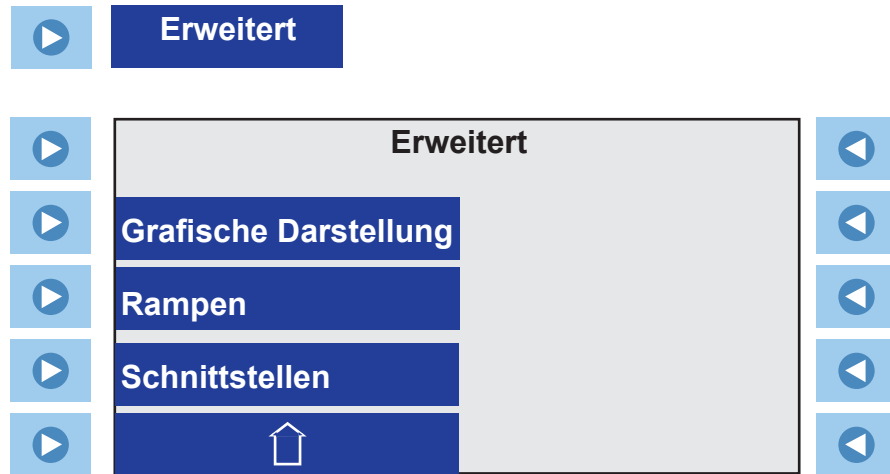 Erweitert
Erweitert
Grafische Darstellung
Rampen
Schnittstellen